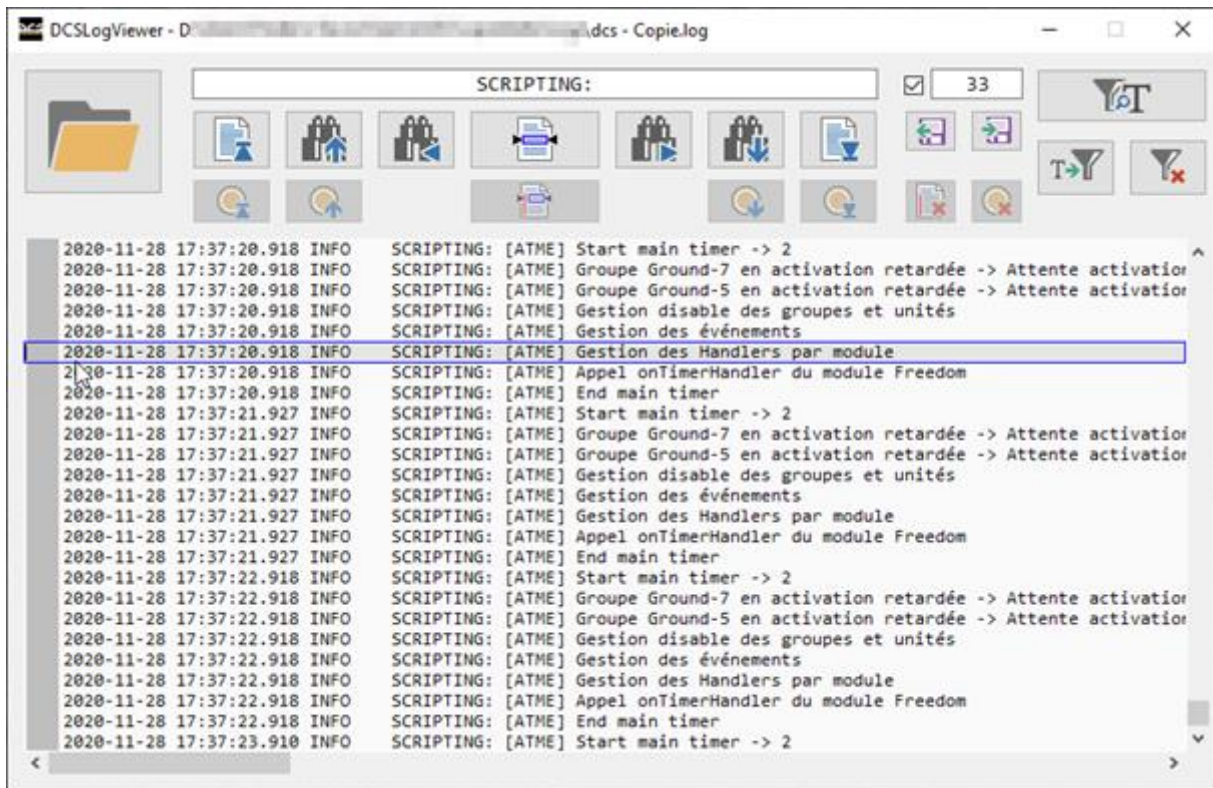 DCSLogViewer - D \dcs - Copie.log
SCRIPTING:
33
T
T
2020-11-28 17:37:20.918 INFO SCRIPTING: [ATME] Start main timer -> 2
2020-11-28 17:37:20.918 INFO SCRIPTING: [ATME] Groupe Ground-7 en activation retardée -> Attente activation
2020-11-28 17:37:20.918 INFO SCRIPTING: [ATME] Groupe Ground-5 en activation retardée -> Attente activation
2020-11-28 17:37:20.918 INFO SCRIPTING: [ATME] Gestion disable des groupes et unités
2020-11-28 17:37:20.918 INFO SCRIPTING: [ATME] Gestion des événements
2020-11-28 17:37:20.918 INFO SCRIPTING: [ATME] Gestion des Handlers par module
2020-11-28 17:37:20.918 INFO SCRIPTING: [ATME] Appel onTimerHandler du module Freedom
2020-11-28 17:37:20.918 INFO SCRIPTING: [ATME] End main timer
2020-11-28 17:37:21.927 INFO SCRIPTING: [ATME] Start main timer -> 2
2020-11-28 17:37:21.927 INFO SCRIPTING: [ATME] Groupe Ground-7 en activation retardée -> Attente activation
2020-11-28 17:37:21.927 INFO SCRIPTING: [ATME] Groupe Ground-5 en activation retardée -> Attente activation
2020-11-28 17:37:21.927 INFO SCRIPTING: [ATME] Gestion disable des groupes et unités
2020-11-28 17:37:21.927 INFO SCRIPTING: [ATME] Gestion des événements
2020-11-28 17:37:21.927 INFO SCRIPTING: [ATME] Gestion des Handlers par module
2020-11-28 17:37:21.927 INFO SCRIPTING: [ATME] Appel onTimerHandler du module Freedom
2020-11-28 17:37:21.927 INFO SCRIPTING: [ATME] End main timer
2020-11-28 17:37:22.918 INFO SCRIPTING: [ATME] Start main timer -> 2
2020-11-28 17:37:22.918 INFO SCRIPTING: [ATME] Groupe Ground-7 en activation retardée -> Attente activation
2020-11-28 17:37:22.918 INFO SCRIPTING: [ATME] Groupe Ground-5 en activation retardée -> Attente activation
2020-11-28 17:37:22.918 INFO SCRIPTING: [ATME] Gestion disable des groupes et unités
2020-11-28 17:37:22.918 INFO SCRIPTING: [ATME] Gestion des événements
2020-11-28 17:37:22.918 INFO SCRIPTING: [ATME] Gestion des Handlers par module
2020-11-28 17:37:22.918 INFO SCRIPTING: [ATME] Appel onTimerHandler du module Freedom
2020-11-28 17:37:22.918 INFO SCRIPTING: [ATME] End main timer
2020-11-28 17:37:23.910 INFO SCRIPTING: [ATME] Start main timer -> 2